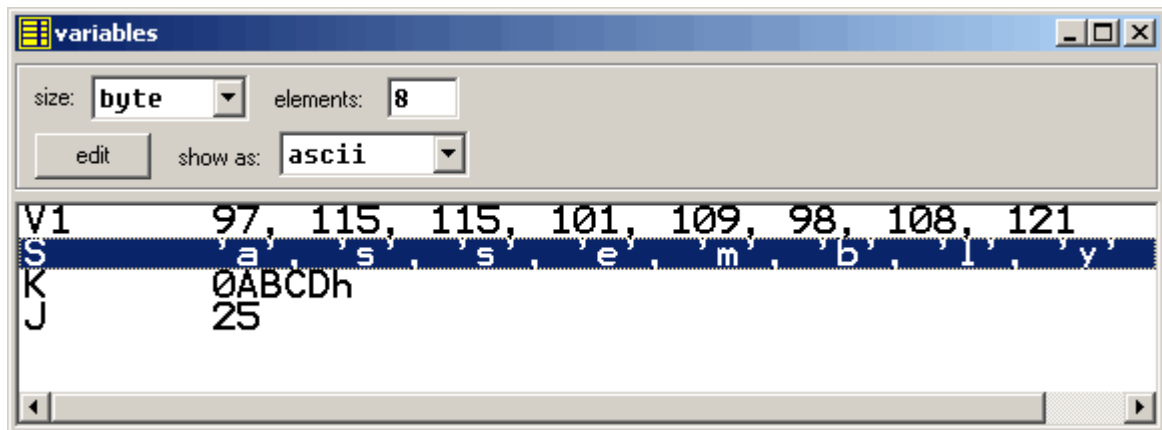 variables
size: byte elements: 8
edit show as: ascii
V1 97, 115, 115, 101, 109, 98, 108, 121
S 'a', 's', 's', 'e', 'm', 'b', 'l', 'y'
K 0ABCDh
J 25